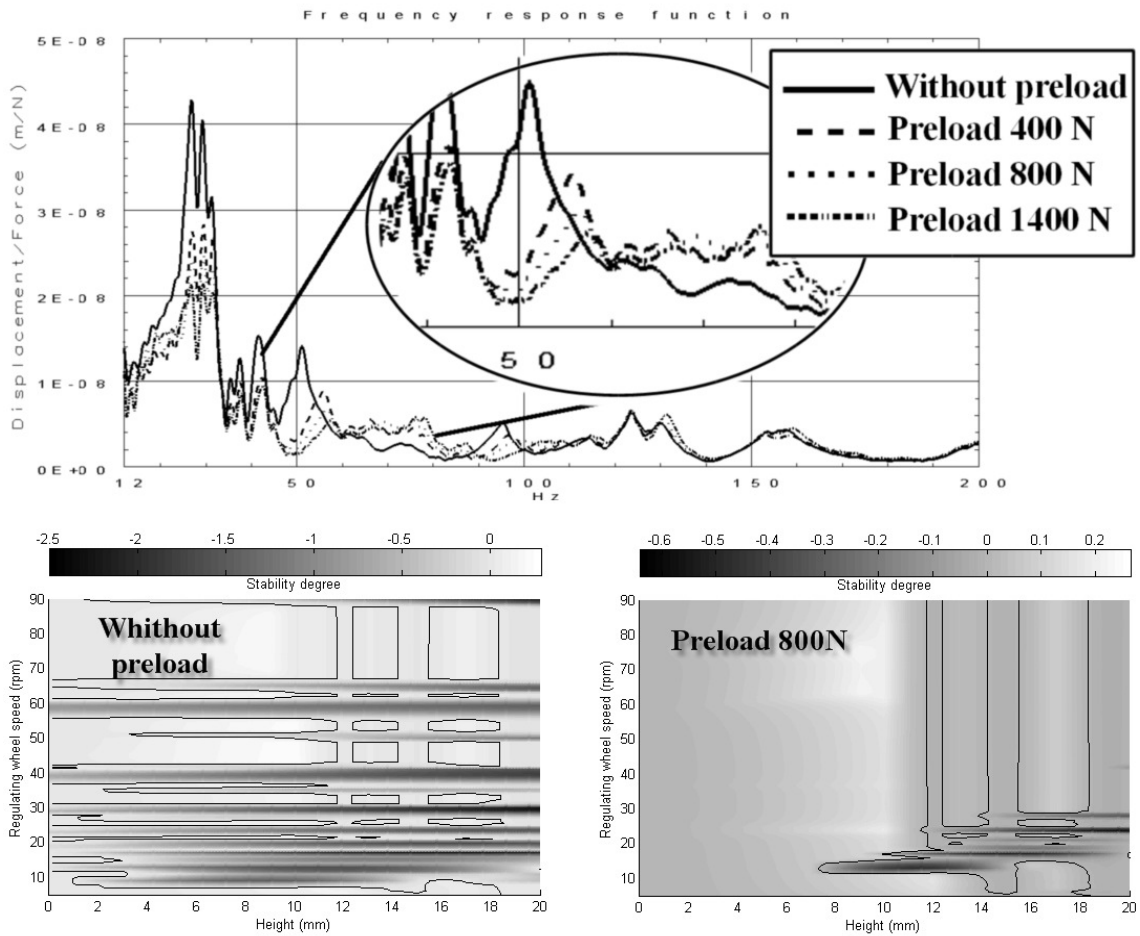 Frequency response function
5E-08
4E-08
3E-08
2E-08
1E-08
0E+00
Displacement/Force (m/N)
12 50 100 150 200
Hz
50
Without preload
Preload 400 N
Preload 800 N
Preload 1400 N
-2.5 -2 -1.5 -1 -0.5 0
Stability degree
Whithout
preload
90
80
70
60
50
40
30
20
10
Regulating wheel speed (rpm)
0 2 4 6 8 10 12 14 16 18 20
Height (mm)
-0.6 -0.5 -0.4 -0.3 -0.2 -0.1 0 0.1 0.2
Stability degree
Preload 800N
90
80
70
60
50
40
30
20
10
Regulating wheel speed (rpm)
0 2 4 6 8 10 12 14 16 18 20
Height (mm)